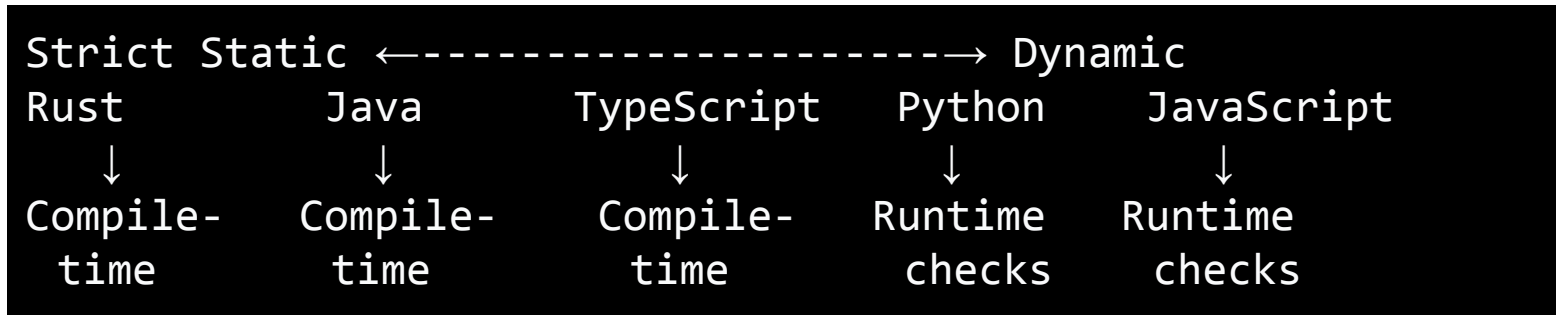 Strict Static ←----------------------→ Dynamic
Rust Java TypeScript Python JavaScript
↓ ↓ ↓ ↓ ↓
Compile- Compile- Compile- Runtime Runtime
time time time checks checks